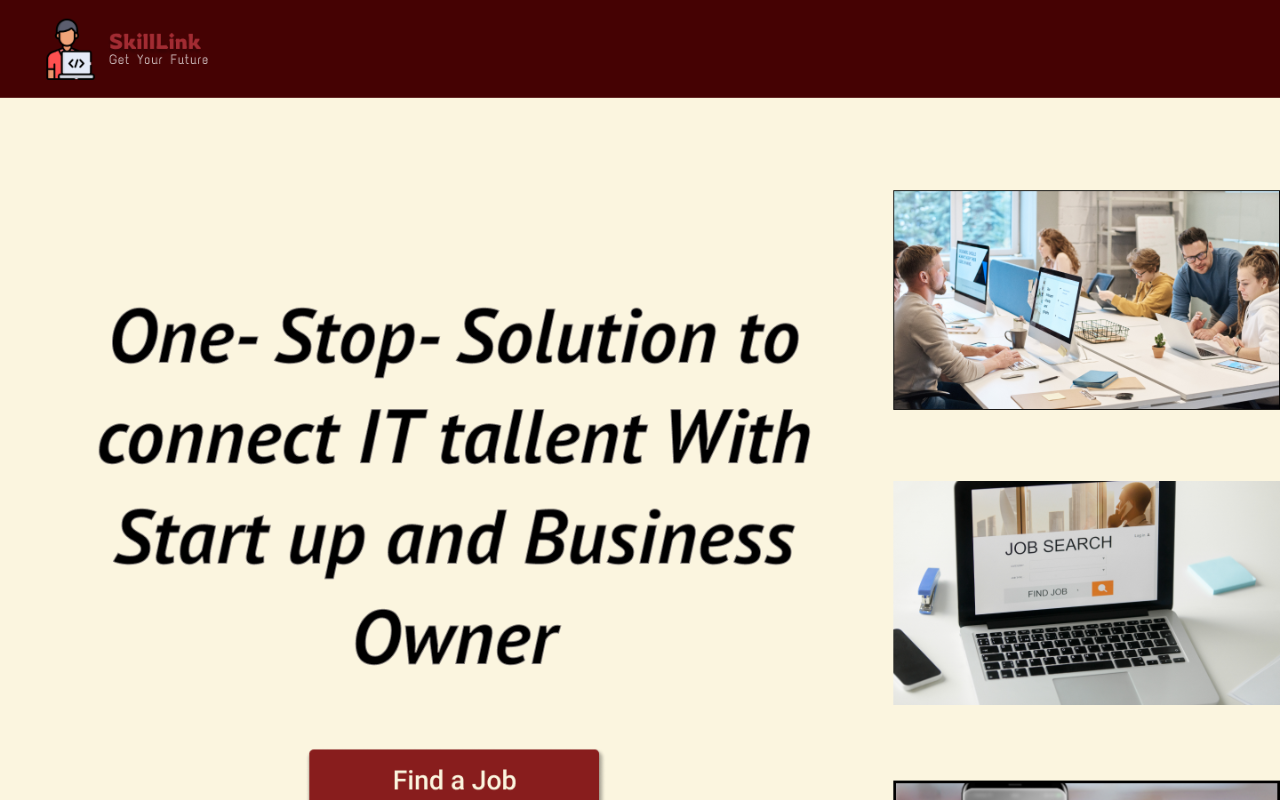 SkillLink
Get Your Future
One- Stop- Solution to
connect IT tallent With
Start up and Business
Owner
JOB SEARCH
FIND JOB
Find a Job